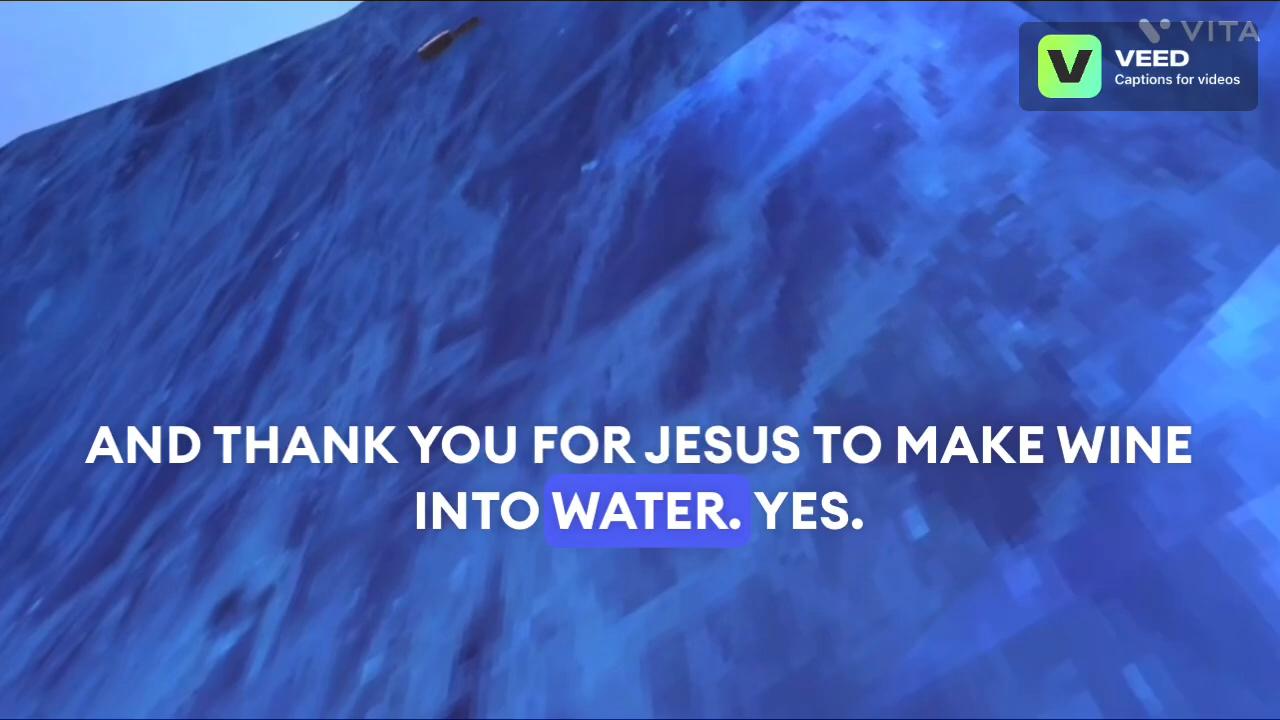 VITA
VEED
Captions for videos
AND THANK YOU FOR JESUS TO MAKE WINE
INTO WATER. YES.